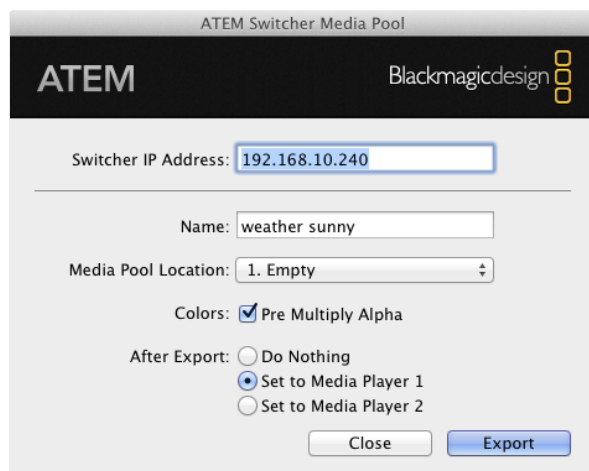 ATEM Switcher Media Pool
ATEM
Blackmagicdesign
Switcher IP Address: 192.168.10.240
Name: weather sunny
Media Pool Location: 1. Empty
Colors: Pre Multiply Alpha
After Export: Do Nothing
Set to Media Player 1
Set to Media Player 2
Close Export